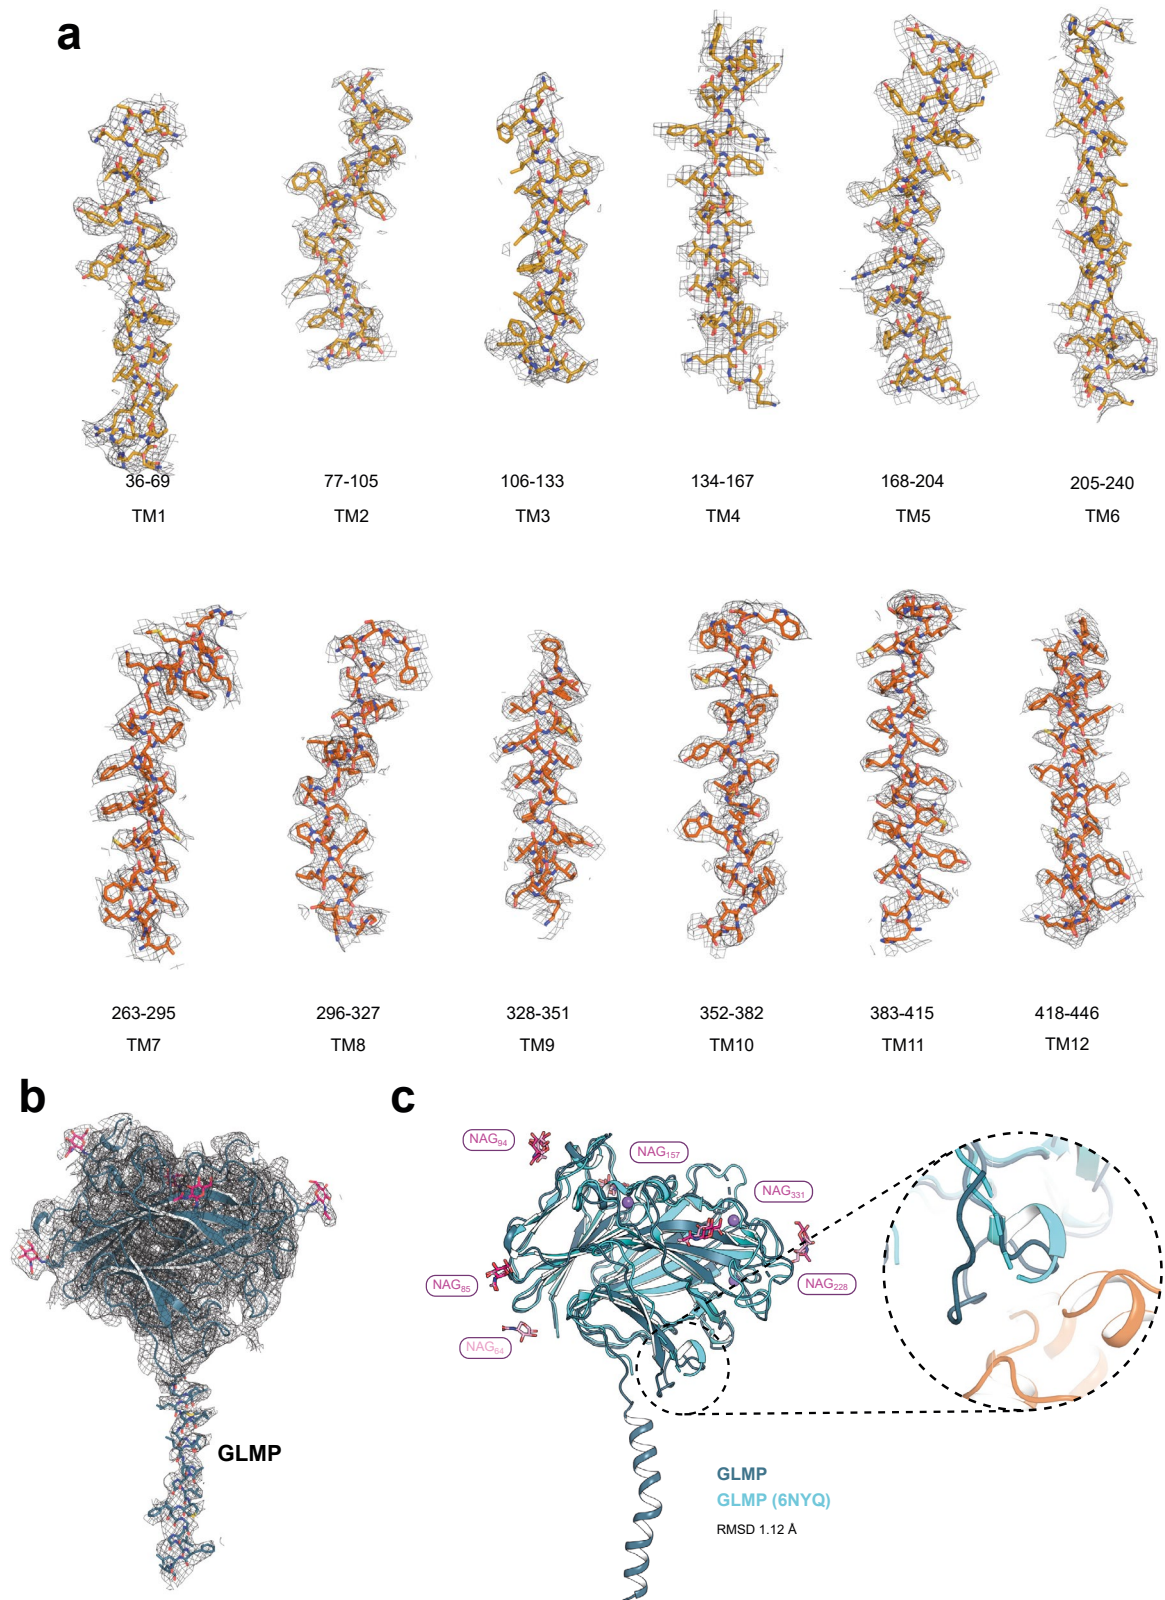 a
36-69
77-105
106-133
134-167
168-204
205-240
TM1
TM2
TM3
TM4
TM5
TM6
263-295
296-327
328-351
352-382
383-415
418-446
TM7
TM8
TM9
TM10
TM11
TM12
b
GLMP
c
NAG94
NAG157
NAG331
NAG85
NAG228
NAG64
GLMP
GLMP (6NYQ)
RMSD 1.12 Å